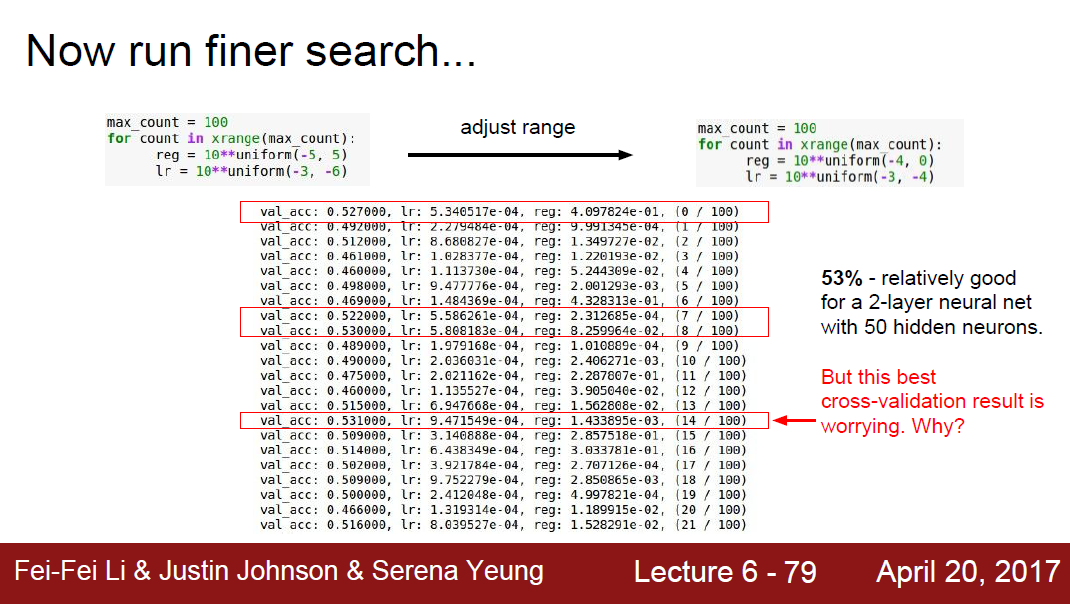 Now run finer search...
max_count = 100
for count in xrange(max_count):
reg = 10**uniform(-5, 5)
lr = 10**uniform(-3, -6)
adjust range
max_count = 100
for count in xrange(max_count):
reg = 10**uniform(-4, 0)
lr = 10**uniform(-3, -4)
val_acc: 0.527000, lr: 5.340517e-04, reg: 4.097824e-01, (0 / 100)
val_acc: 0.492000, lr: 2.279484e-04, reg: 9.991345e-04, (1 / 100)
val_acc: 0.512000, lr: 8.680827e-04, reg: 1.349727e-02, (2 / 100)
val_acc: 0.461000, lr: 1.028377e-04, reg: 1.220193e-02, (3 / 100)
val_acc: 0.460000, lr: 1.113730e-04, reg: 5.244309e-02, (4 / 100)
val_acc: 0.498000, lr: 9.477776e-04, reg: 2.001293e-03, (5 / 100)
val_acc: 0.469000, lr: 1.484369e-04, reg: 4.328313e-01, (6 / 100)
val_acc: 0.522000, lr: 5.586261e-04, reg: 2.312685e-04, (7 / 100)
val_acc: 0.530000, lr: 5.808183e-04, reg: 8.259964e-02, (8 / 100)
val_acc: 0.489000, lr: 1.979168e-04, reg: 1.010889e-04, (9 / 100)
val_acc: 0.490000, lr: 2.036031e-04, reg: 2.406271e-03, (10 / 100)
val_acc: 0.475000, lr: 2.021162e-04, reg: 2.287807e-01, (11 / 100)
val_acc: 0.460000, lr: 1.135527e-04, reg: 3.905040e-02, (12 / 100)
val_acc: 0.515000, lr: 6.947668e-04, reg: 1.562808e-02, (13 / 100)
val_acc: 0.531000, lr: 9.471549e-04, reg: 1.433895e-03, (14 / 100)
val_acc: 0.509000, lr: 3.140888e-04, reg: 2.857518e-01, (15 / 100)
val_acc: 0.514000, lr: 6.438349e-04, reg: 3.033781e-01, (16 / 100)
val_acc: 0.502000, lr: 3.921784e-04, reg: 2.707126e-04, (17 / 100)
val_acc: 0.509000, lr: 9.752279e-04, reg: 2.850865e-03, (18 / 100)
val_acc: 0.500000, lr: 2.412048e-04, reg: 4.997821e-04, (19 / 100)
val_acc: 0.466000, lr: 1.319314e-04, reg: 1.189915e-02, (20 / 100)
val_acc: 0.516000, lr: 8.039527e-04, reg: 1.528291e-02, (21 / 100)
53% - relatively good
for a 2-layer neural net
with 50 hidden neurons.
But this best
cross-validation result is
worrying. Why?
Fei-Fei Li & Justin Johnson & Serena Yeung
Lecture 6 - 79
April 20, 2017